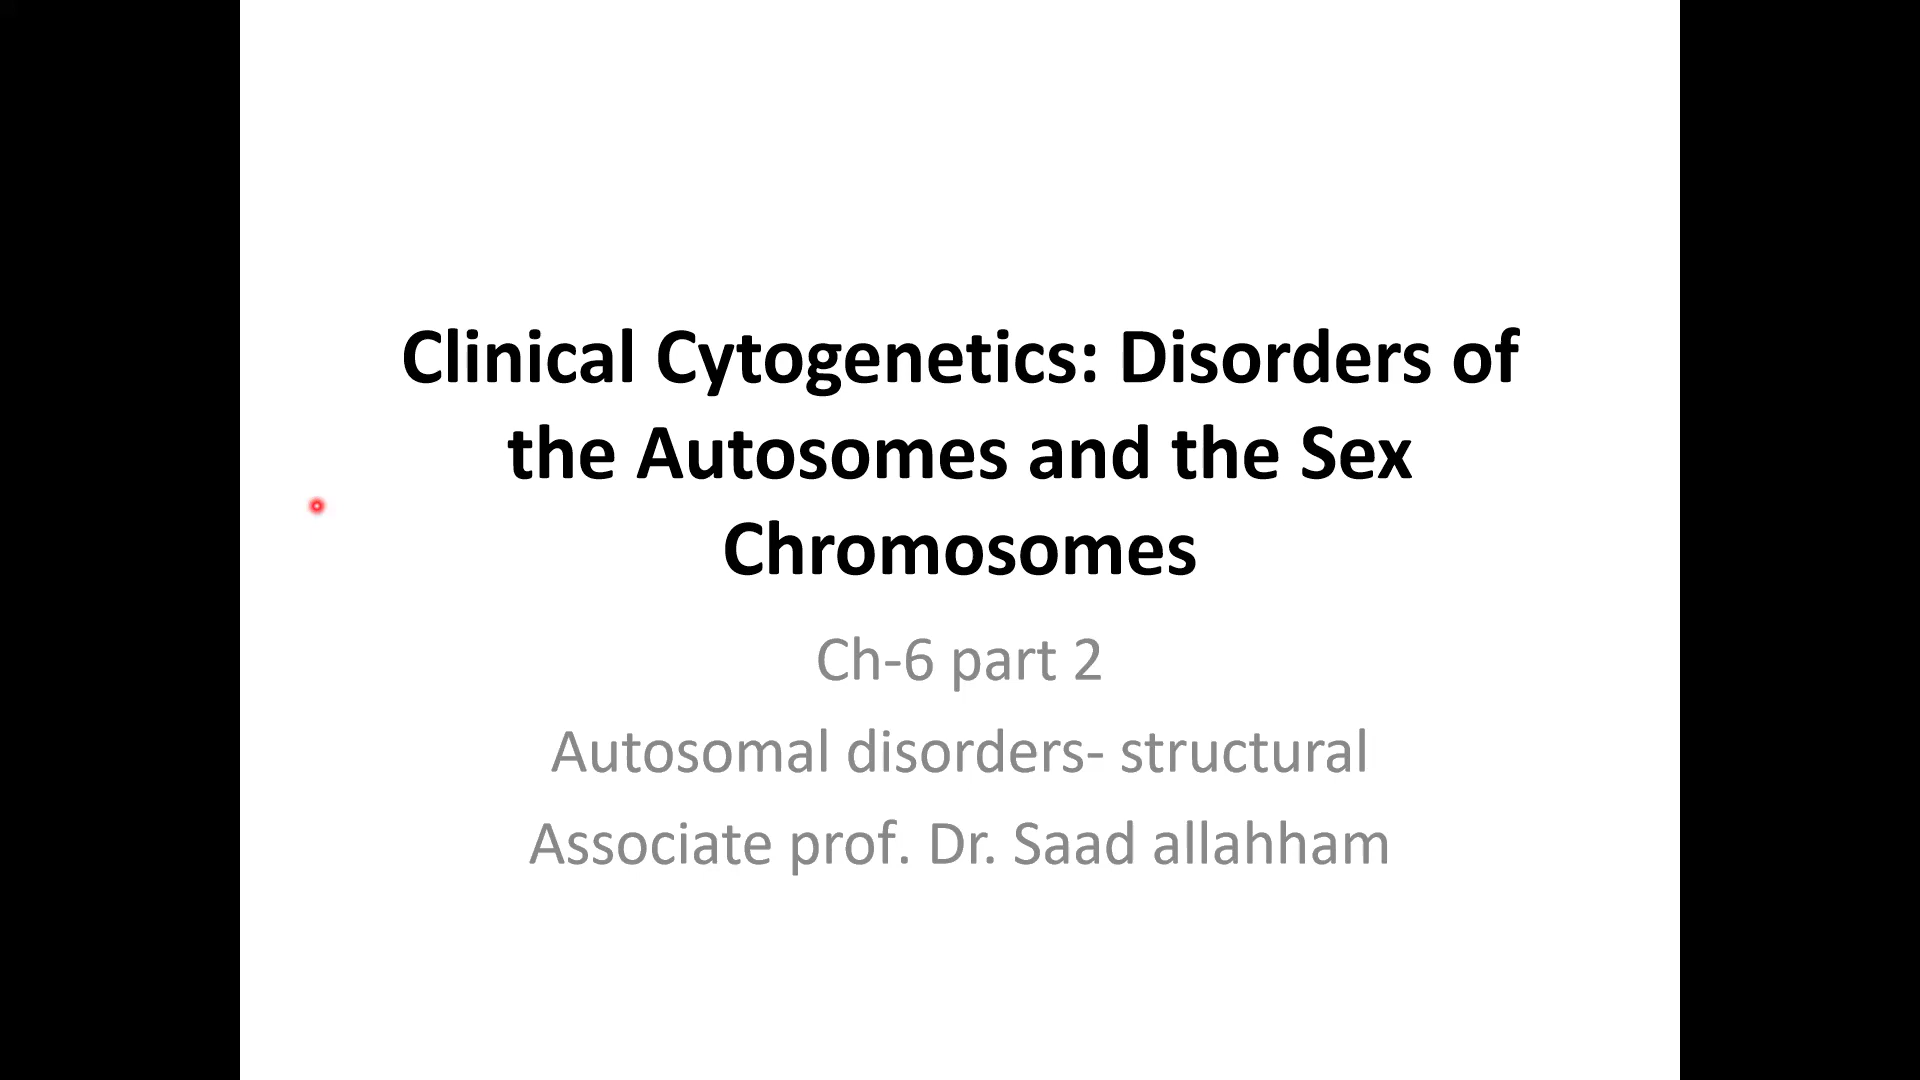 Clinical Cytogenetics: Disorders of
the Autosomes and the Sex
Chromosomes
Ch-6 part 2
Autosomal disorders- structural
Associate prof. Dr. Saad allahham